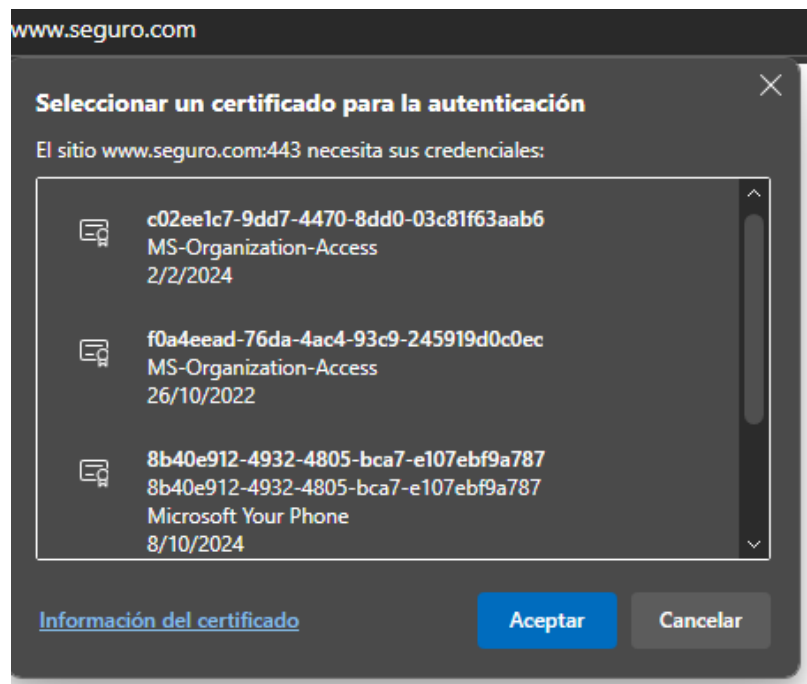 www.seguro.com
Seleccionar un certificado para la autenticación
El sitio www.seguro.com:443 necesita sus credenciales:
c02ee1c7-9dd7-4470-8dd0-03c81f63aab6
MS-Organization-Access
2/2/2024
f0a4eead-76da-4ac4-93c9-245919d0c0ec
MS-Organization-Access
26/10/2022
8b40e912-4932-4805-bca7-e107ebf9a787
8b40e912-4932-4805-bca7-e107ebf9a787
Microsoft Your Phone
8/10/2024
Información del certificado
Aceptar
Cancelar